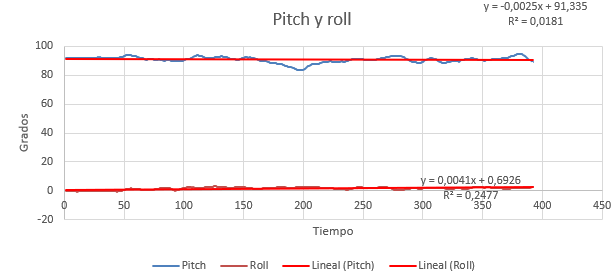 y = -0,0025x + 91,335
R² = 0,0181
Pitch y roll
100
80
60
40
20
0
-20
Grados
y = 0,0041x + 0,6926
R² = 0,2477
0 50 100 150 200 250 300 350 400 450
Tiempo
Pitch Roll Lineal (Pitch) Lineal (Roll)